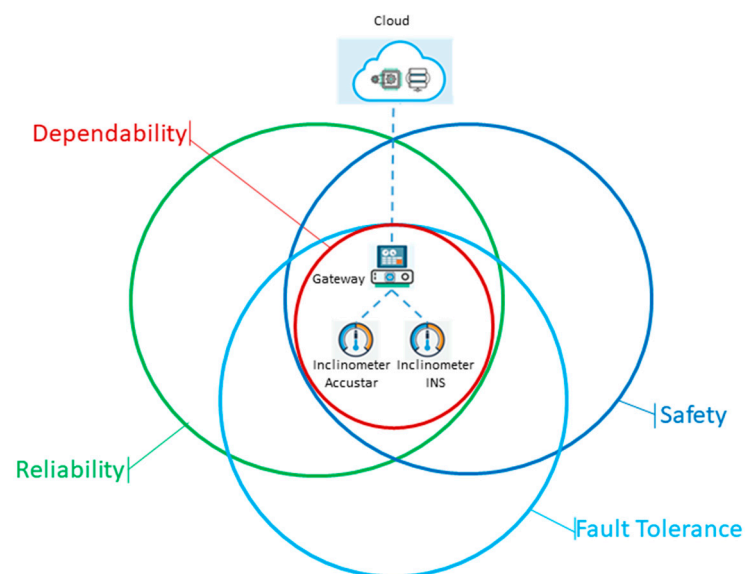 Cloud
Dependability
Gateway
Inclinometer Inclinometer
Accustar INS
Safety
Reliability
Fault Tolerance